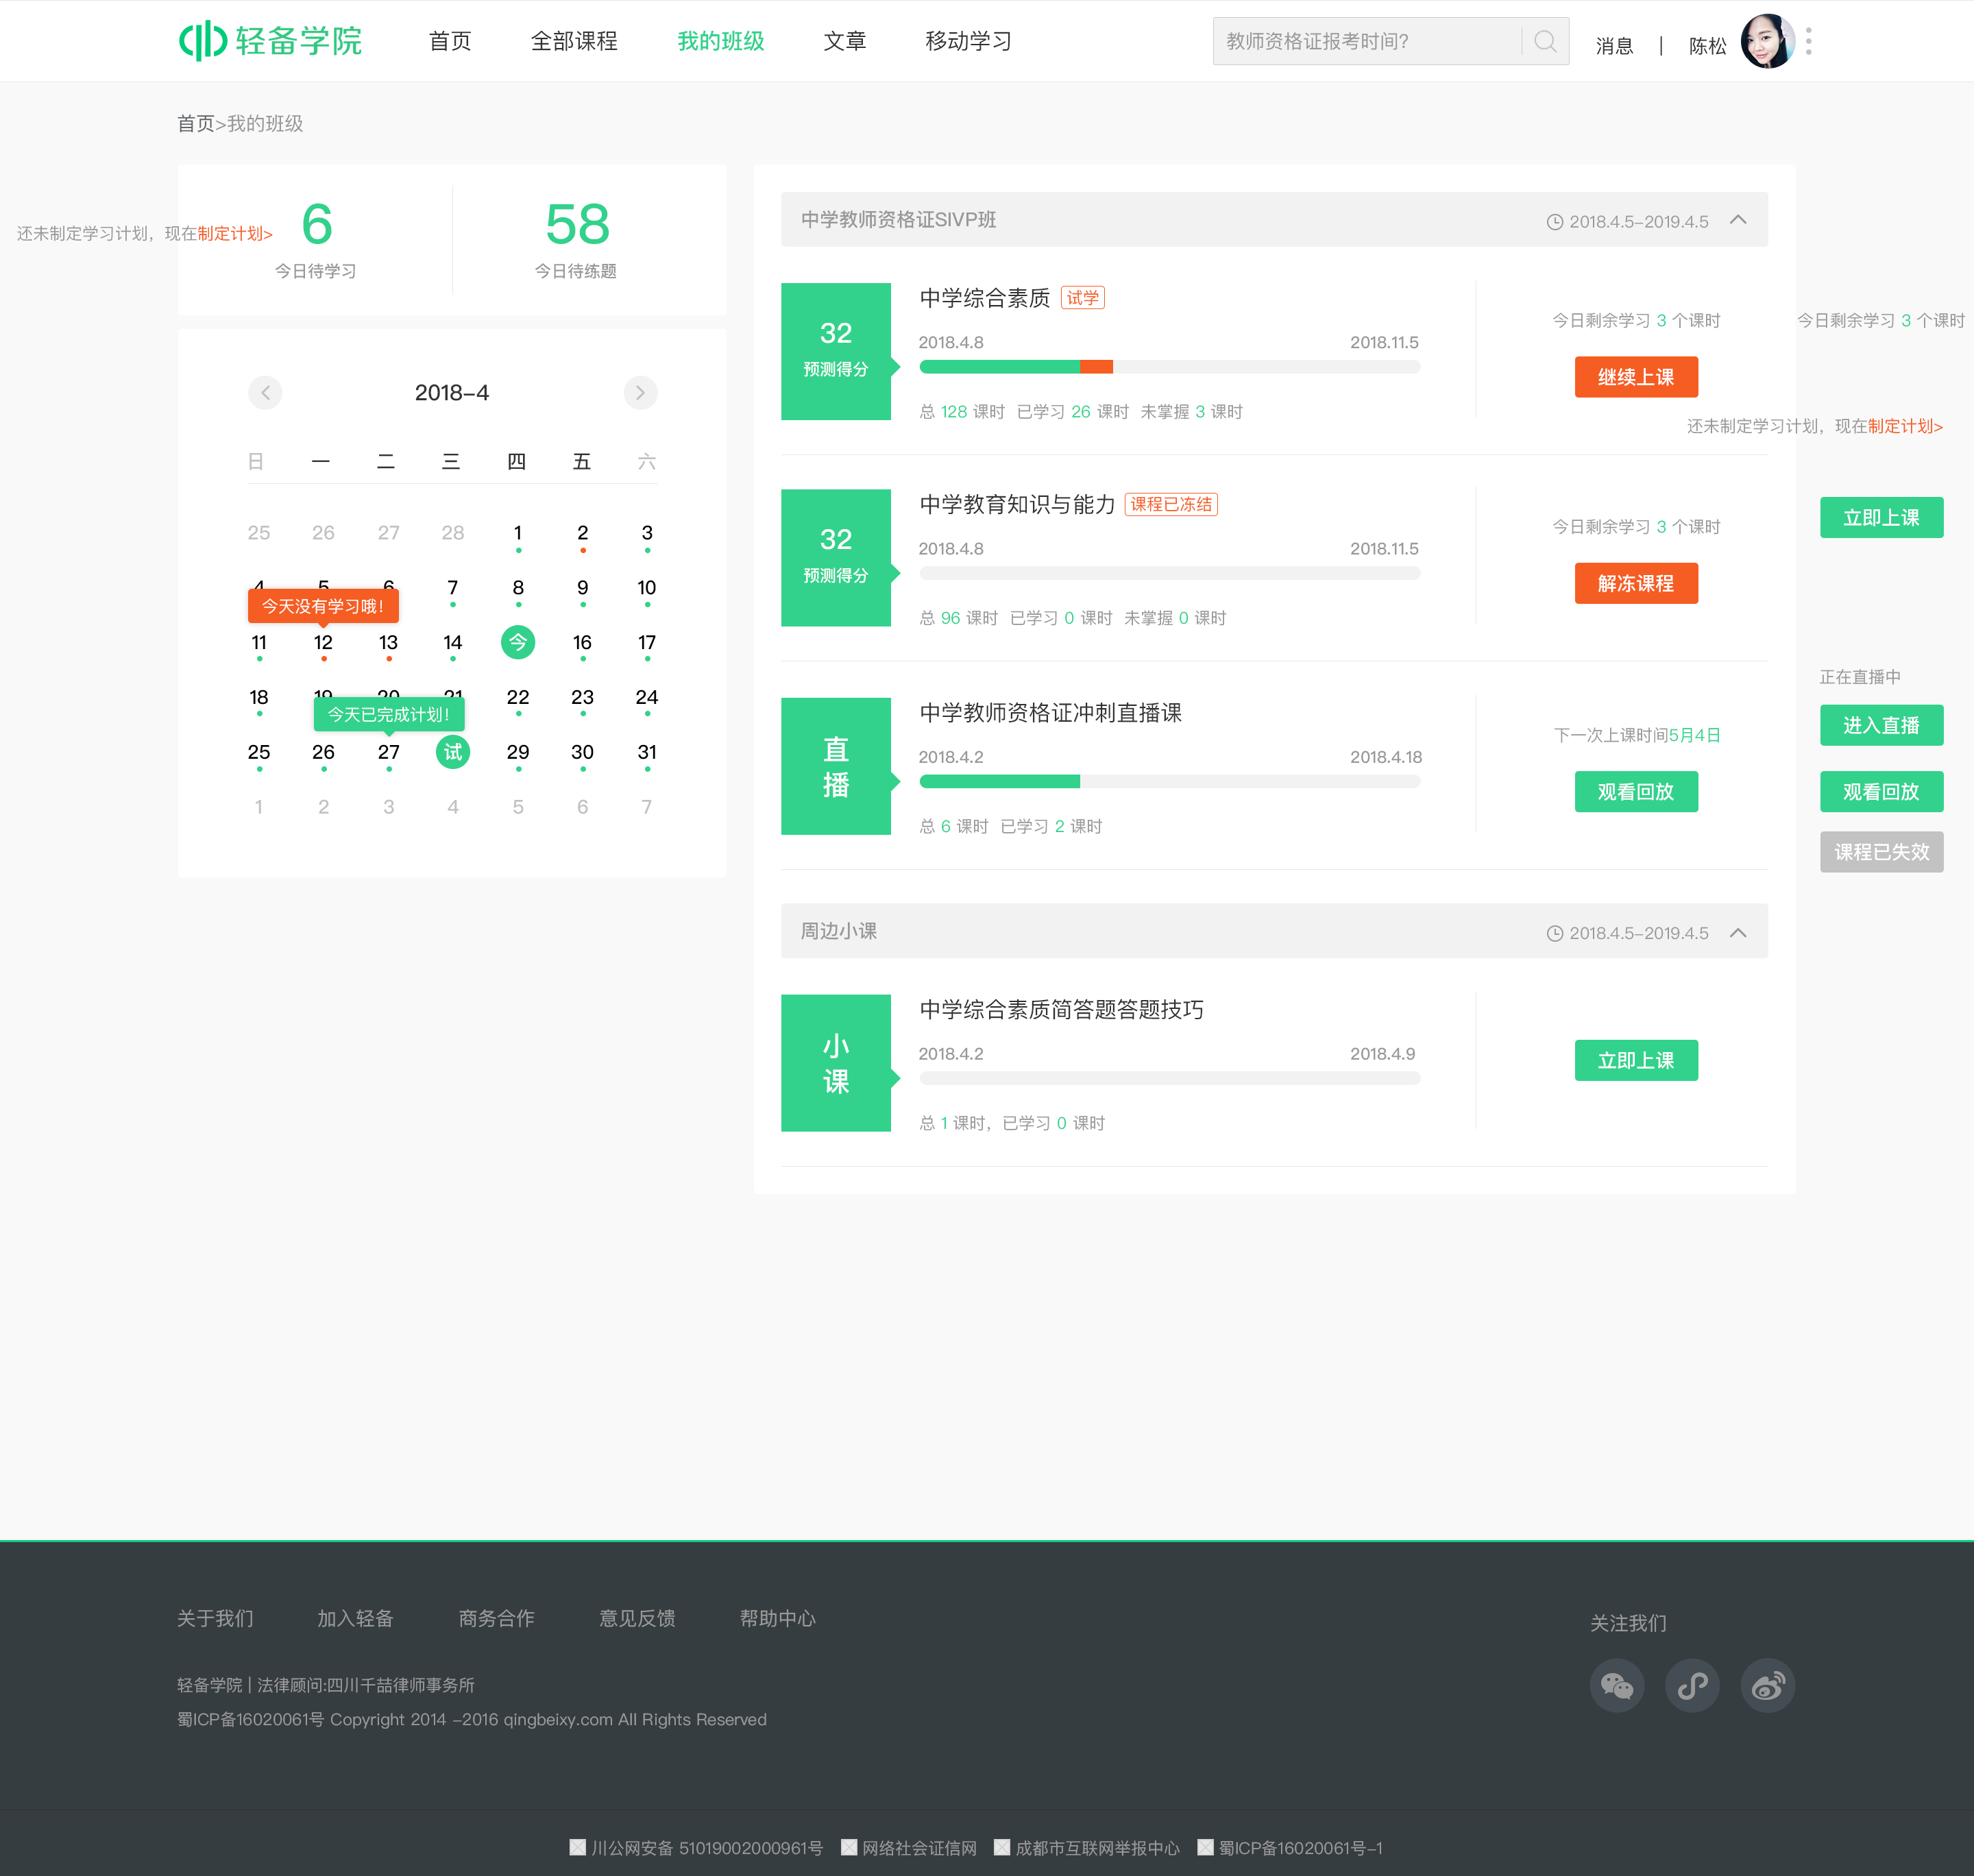 轻备学院 首页 全部课程 我的班级 文章 移动学习 教师资格证报考时间? 消息 | 陈松
首页>我的班级
6 58
还未制定学习计划，现在制定计划>
今日待学习 今日待练题
2018-4
日 一 二 三 四 五 六
25 26 27 28 1 2 3
4 5 6 7 8 9 10
今天没有学习哦!
11 12 13 14 今 16 17
18 19 20 21 22 23 24
今天已完成计划!
25 26 27 试 29 30 31
1 2 3 4 5 6 7
中学教师资格证SIVP班 2018.4.5-2019.4.5
32
预测得分
中学综合素质 试学
2018.4.8 2018.11.5
总 128 课时 已学习 26 课时 未掌握 3 课时
今日剩余学习 3 个课时
继续上课
今日剩余学习 3 个课时
还未制定学习计划，现在制定计划>
32
预测得分
中学教育知识与能力 课程已冻结
2018.4.8 2018.11.5
总 96 课时 已学习 0 课时 未掌握 0 课时
今日剩余学习 3 个课时
解冻课程
立即上课
直
播
中学教师资格证冲刺直播课
2018.4.2 2018.4.18
总 6 课时 已学习 2 课时
下一次上课时间5月4日
观看回放
正在直播中
进入直播
观看回放
课程已失效
周边小课 2018.4.5-2019.4.5
小
课
中学综合素质简答题答题技巧
2018.4.2 2018.4.9
总 1 课时，已学习 0 课时
立即上课
关于我们 加入轻备 商务合作 意见反馈 帮助中心
关注我们
轻备学院 | 法律顾问:四川千喆律师事务所
蜀ICP备16020061号 Copyright 2014 -2016 qingbeixy.com All Rights Reserved
川公网安备 51019002000961号 网络社会证信网 成都市互联网举报中心 蜀ICP备16020061号-1